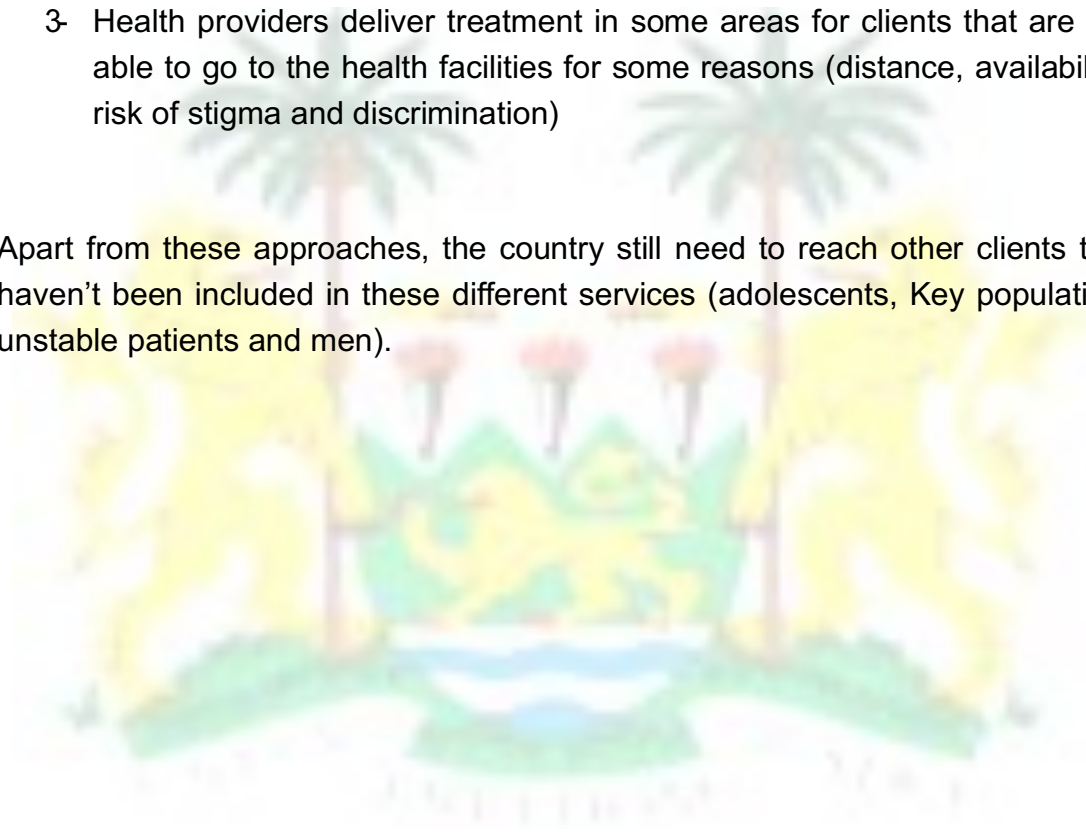 3- Health providers deliver treatment in some areas for clients that are
able to go to the health facilities for some reasons (distance, availabil
risk of stigma and discrimination)
Apart from these approaches, the country still need to reach other clients t
haven't been included in these different services (adolescents, Key populati
unstable patients and men).